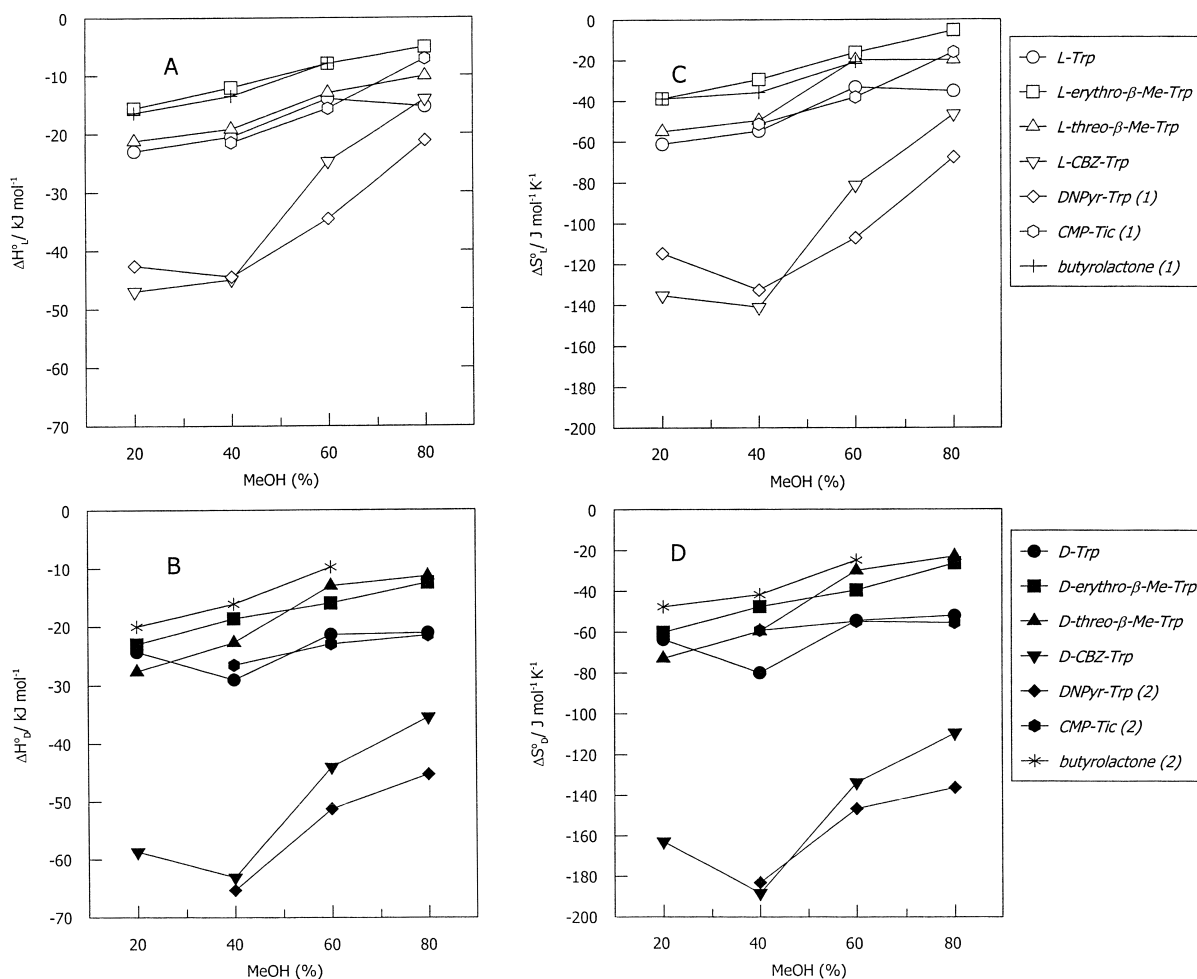 A
0
-10
-20
-30
-40
-50
-60
-70
ΔH°L/ kJ mol-1
20 40 60 80
MeOH (%)
C
0
-20
-40
-60
-80
-100
-120
-140
-160
-180
-200
ΔS°L/ J mol-1 K-1
20 40 60 80
MeOH (%)
L-Trp
L-erythro-β-Me-Trp
L-threo-β-Me-Trp
L-CBZ-Trp
DNPyr-Trp (1)
CMP-Tic (1)
butyrolactone (1)
B
0
-10
-20
-30
-40
-50
-60
-70
ΔH°D/ kJ mol-1
20 40 60 80
MeOH (%)
D
0
-20
-40
-60
-80
-100
-120
-140
-160
-180
-200
ΔS°D/ J mol-1 K-1
20 40 60 80
MeOH (%)
D-Trp
D-erythro-β-Me-Trp
D-threo-β-Me-Trp
D-CBZ-Trp
DNPyr-Trp (2)
CMP-Tic (2)
butyrolactone (2)